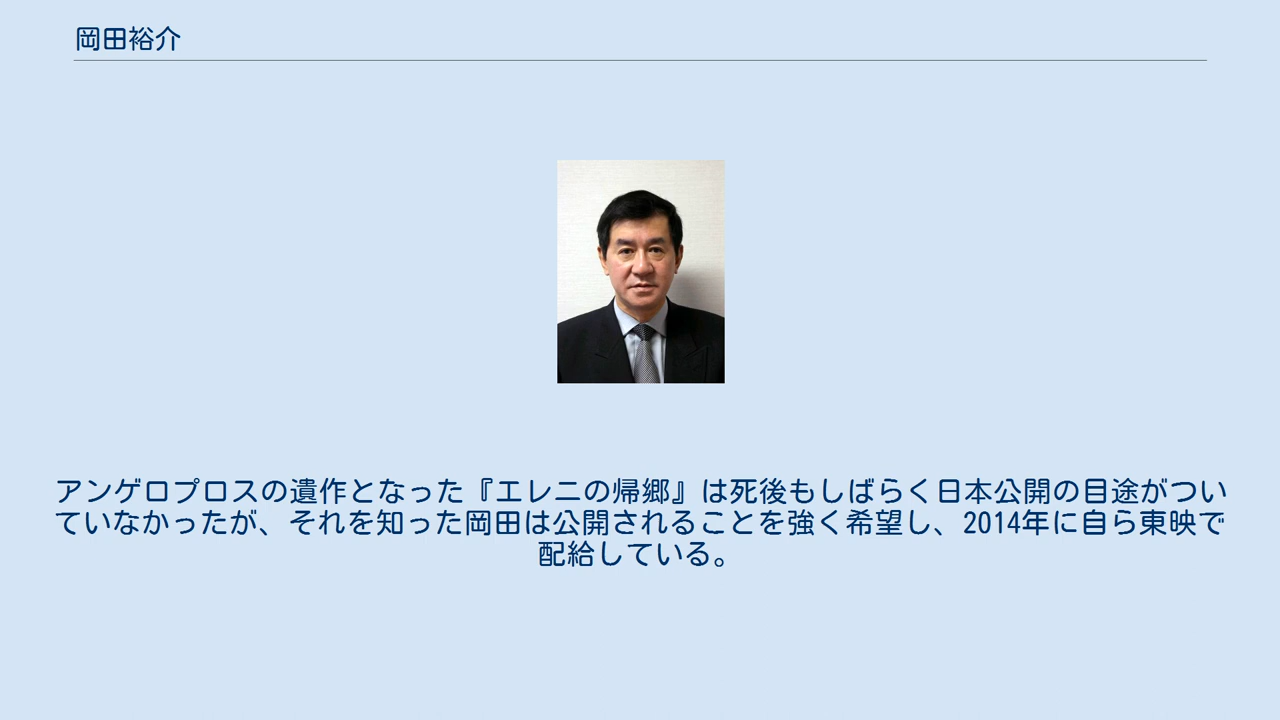 岡田裕介
アンゲロプロスの遺作となった『エレニの帰郷』は死後もしばらく日本公開の目途がつい
ていなかったが、それを知った岡田は公開されることを強く希望し、2014年に自ら東映で
配給している。